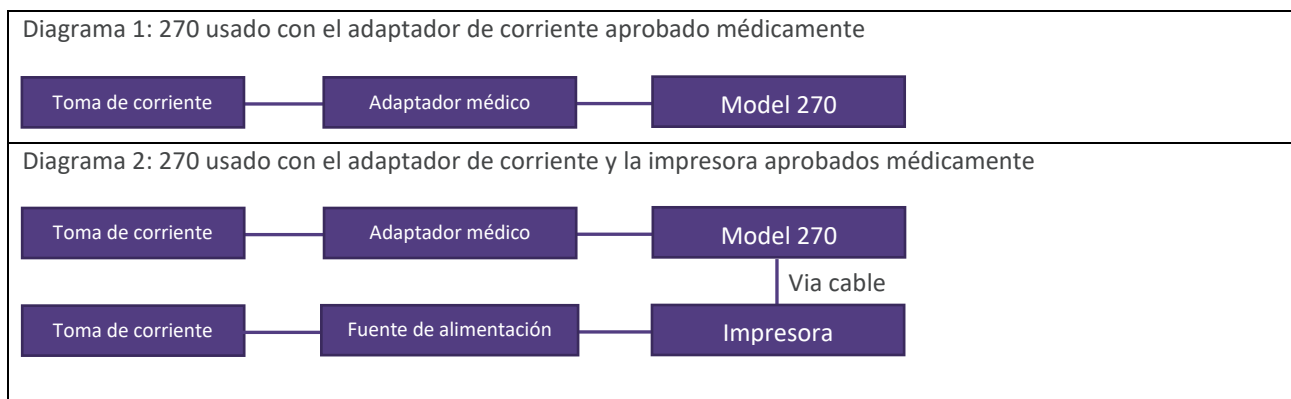 Diagrama 1: 270 usado con el adaptador de corriente aprobado médicamente
Toma de corriente
Adaptador médico
Model 270
Diagrama 2: 270 usado con el adaptador de corriente y la impresora aprobados médicamente
Toma de corriente
Adaptador médico
Model 270
Via cable
Toma de corriente
Fuente de alimentación
Impresora